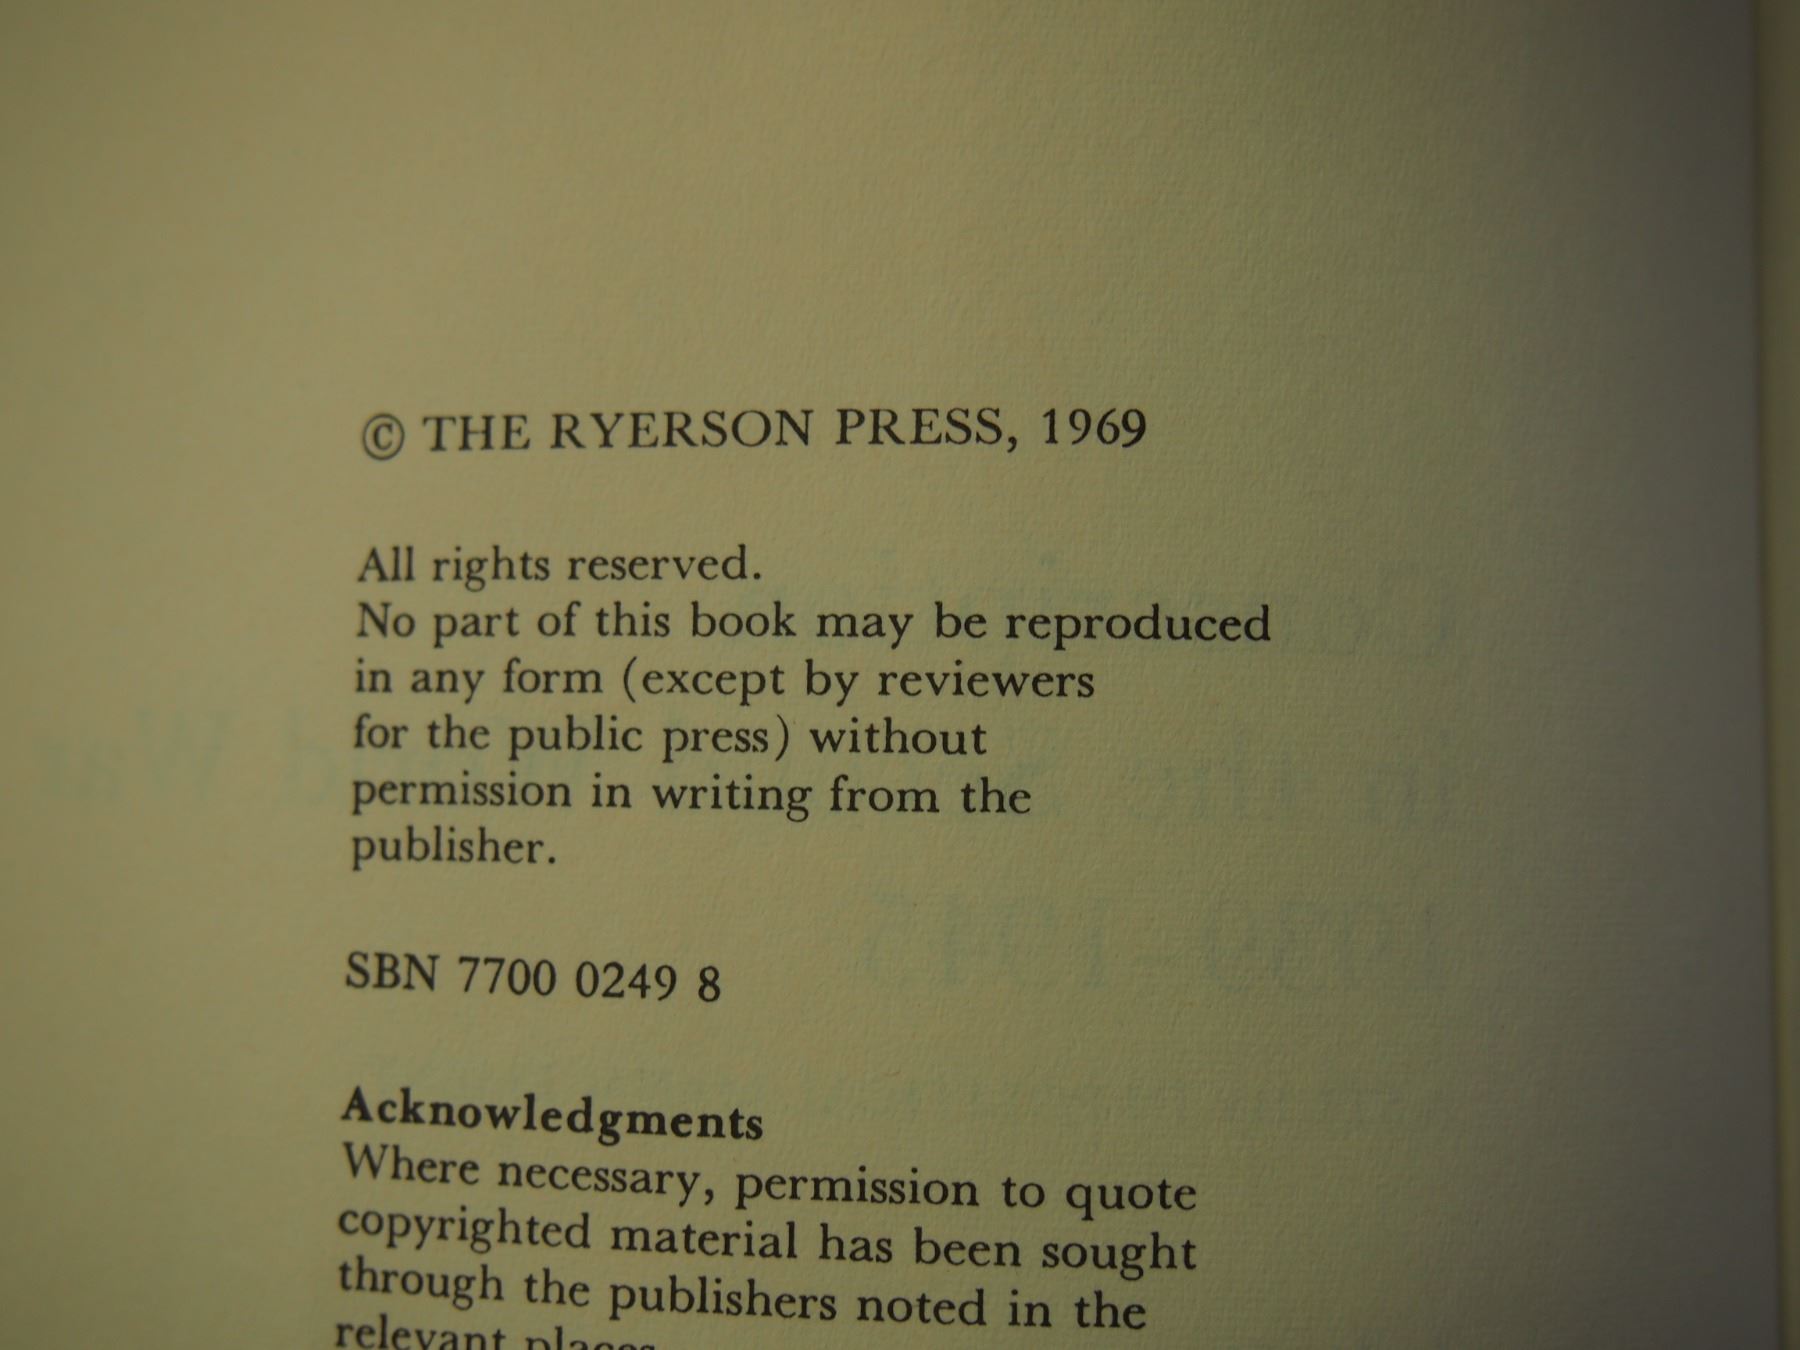 © THE RYERSON PRESS, 1969
All rights reserved.
No part of this book may be reproduced
in any form (except by reviewers
for the public press) without
permission in writing from the
publisher.
SBN 7700 0249 8
Acknowledgments
Where necessary, permission to quote
copyrighted material has been sought
through the publishers noted in the
relevant places